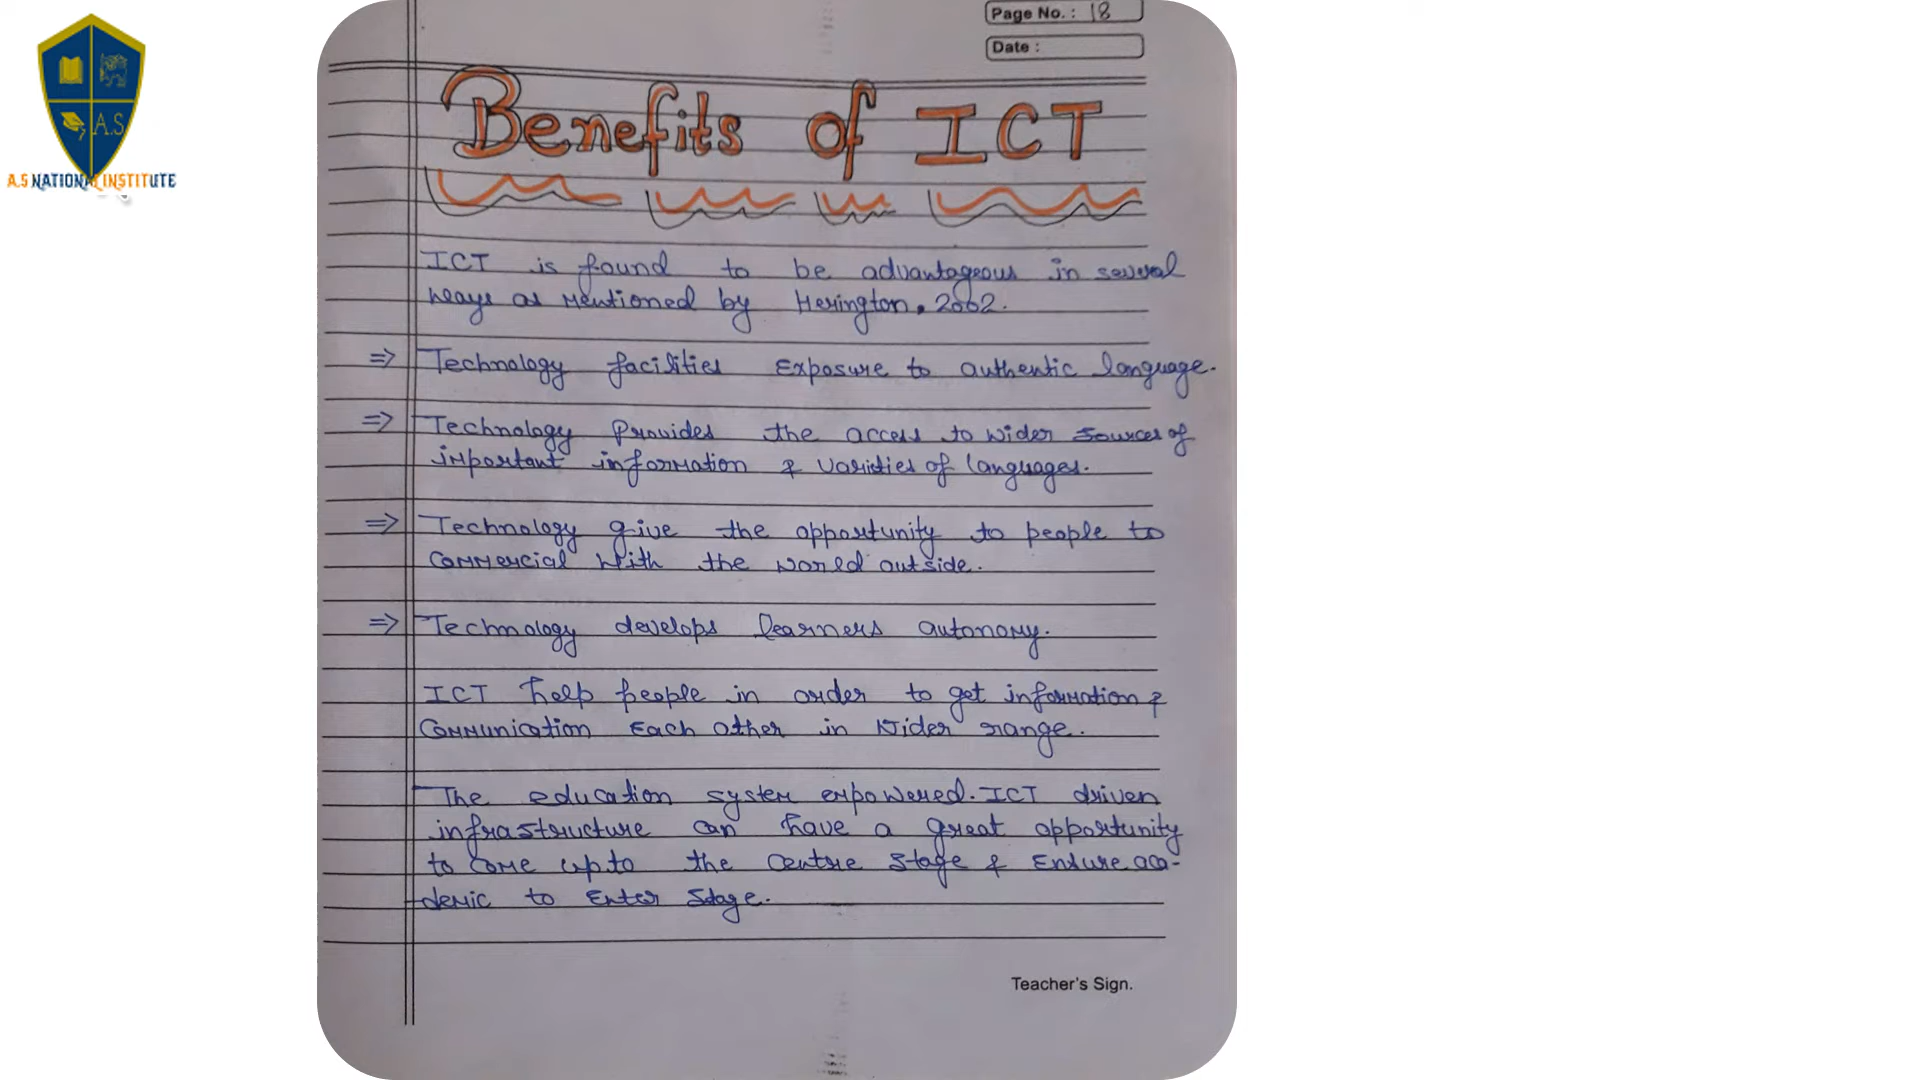 Page No. : 18
Date :
A.S
A.S NATIONAL INSTITUTE
Benefits of ICT
ICT is found to be advantageous in several
ways as mentioned by Herington, 2002.
=> Technology facilities Exposure to authentic language.
=> Technology Provides the access to wider sources of
important information & varieties of languages.
=> Technology give the opportunity to people to
commercial with the world outside.
=> Technology develops learners autonomy.
ICT help people in order to get information &
communication Each other in wider range.
The education system empowered. ICT driven
infrastructure can have a great opportunity
to come up to the centre stage & Endure aca-
demic to Enter Stage.
Teacher's Sign.